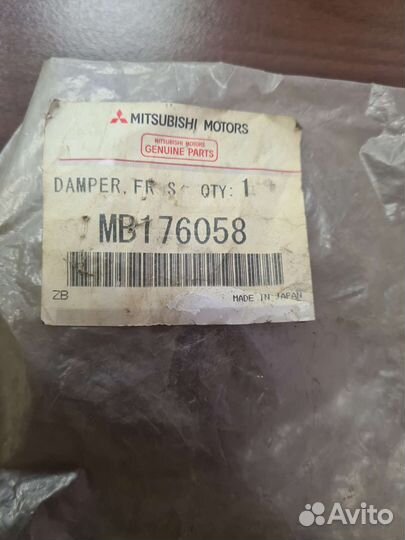 MITSUBISHI MOTORS
MITSUBISHI MOTORS
GENUINE PARTS
DAMPER, FR S QTY: 1
MB176058
ZB MADE IN JAPAN
Avito